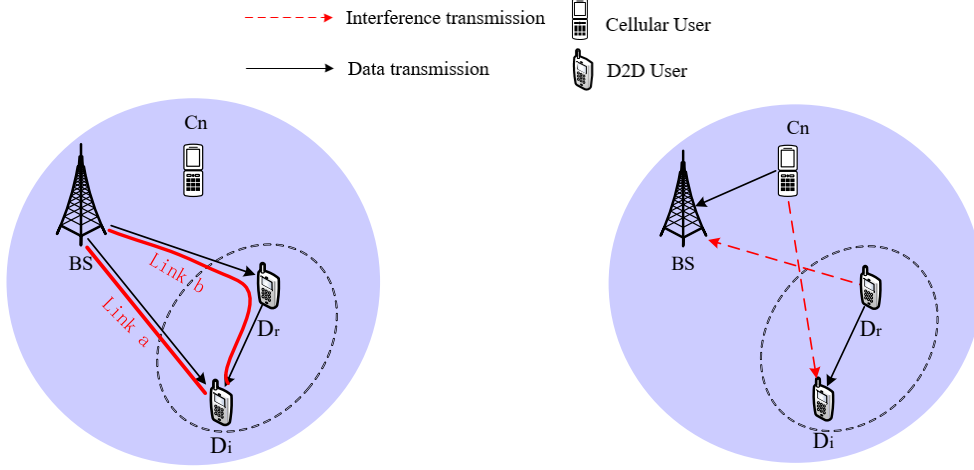 Interference transmission
Cellular User
Data transmission
D2D User
Cn
BS
Link b
Link a
Dr
Di
Cn
BS
Dr
Di